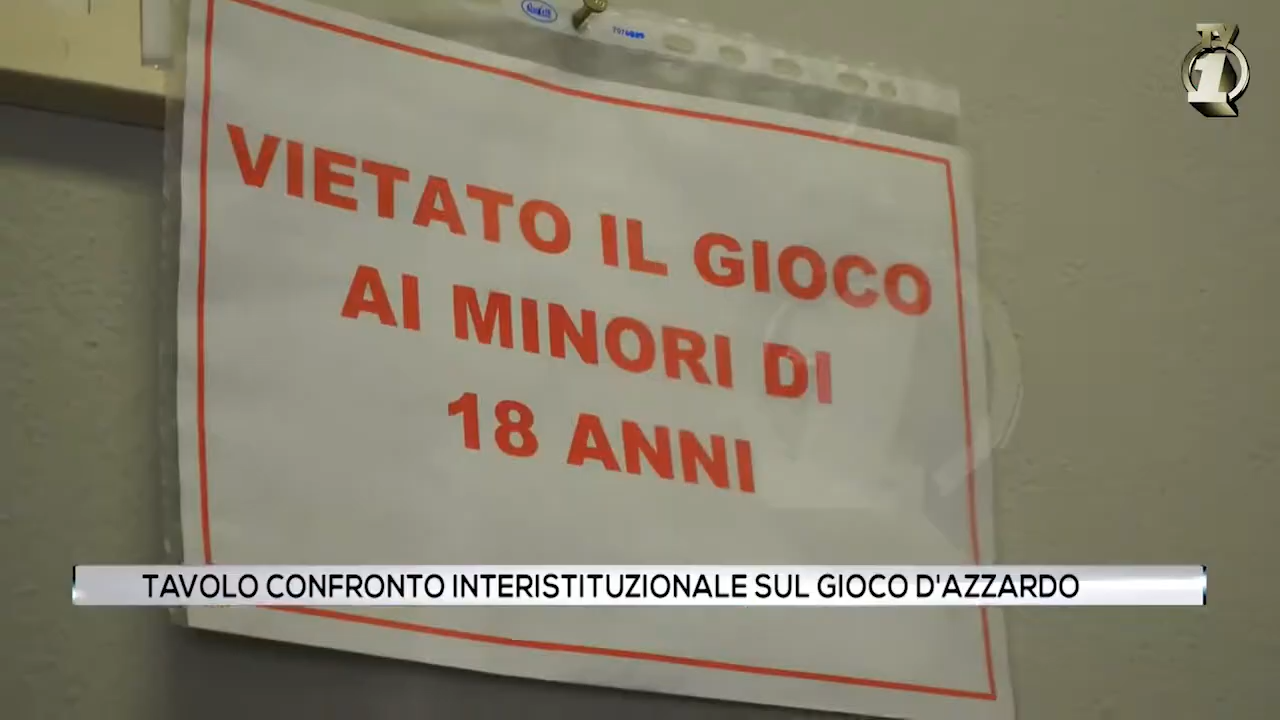 VIETATO IL GIOCO
AI MINORI DI
18 ANNI
TAVOLO CONFRONTO INTERISTITUZIONALE SUL GIOCO D'AZZARDO